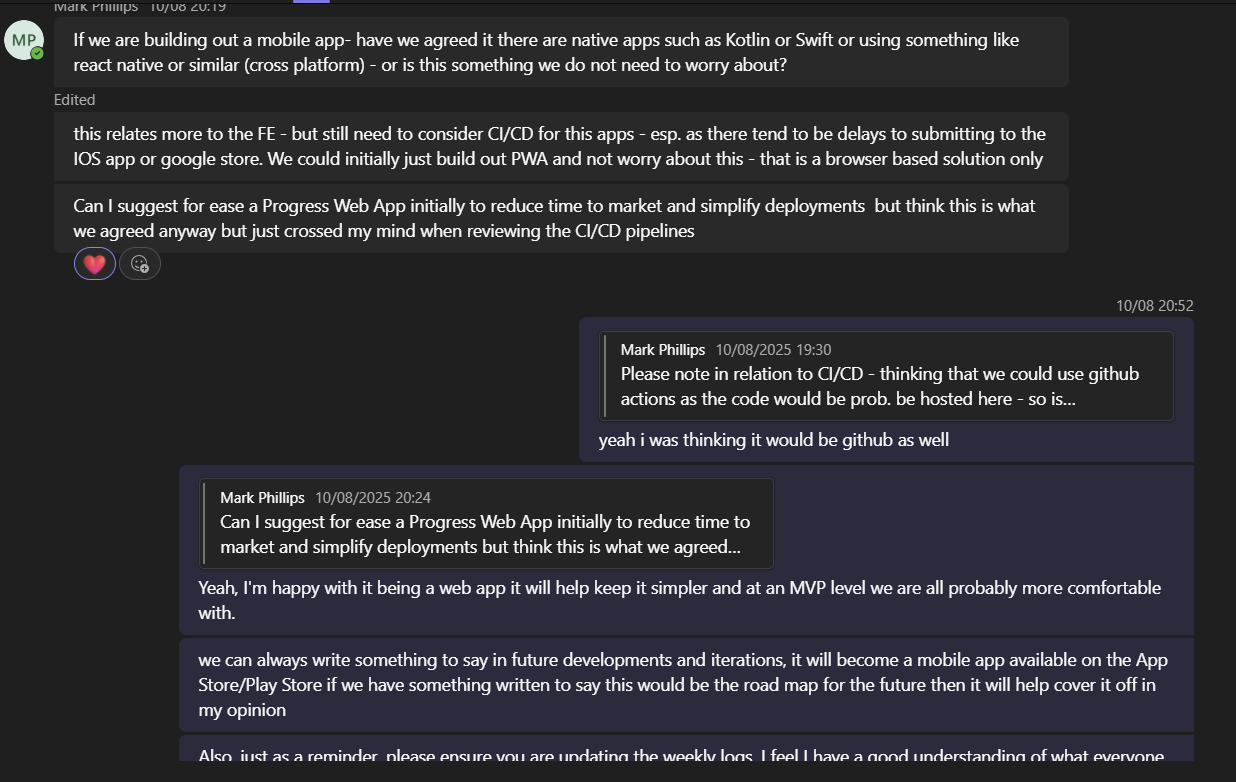 Mark Phillips 10/08 20:19
MP
If we are building out a mobile app- have we agreed it there are native apps such as Kotlin or Swift or using something like
react native or similar (cross platform) - or is this something we do not need to worry about?
Edited
this relates more to the FE - but still need to consider CI/CD for this apps - esp. as there tend to be delays to submitting to the
IOS app or google store. We could initially just build out PWA and not worry about this - that is a browser based solution only
Can I suggest for ease a Progress Web App initially to reduce time to market and simplify deployments  but think this is what
we agreed anyway but just crossed my mind when reviewing the CI/CD pipelines
10/08 20:52
Mark Phillips 10/08/2025 19:30
Please note in relation to CI/CD - thinking that we could use github
actions as the code would be prob. be hosted here - so is...
yeah i was thinking it would be github as well
Mark Phillips 10/08/2025 20:24
Can I suggest for ease a Progress Web App initially to reduce time to
market and simplify deployments but think this is what we agreed...
Yeah, I'm happy with it being a web app it will help keep it simpler and at an MVP level we are all probably more comfortable
with.
we can always write something to say in future developments and iterations, it will become a mobile app available on the App
Store/Play Store if we have something written to say this would be the road map for the future then it will help cover it off in
my opinion
Also, just as a reminder, please ensure you are updating the weekly logs. I feel I have a good understanding of what everyone